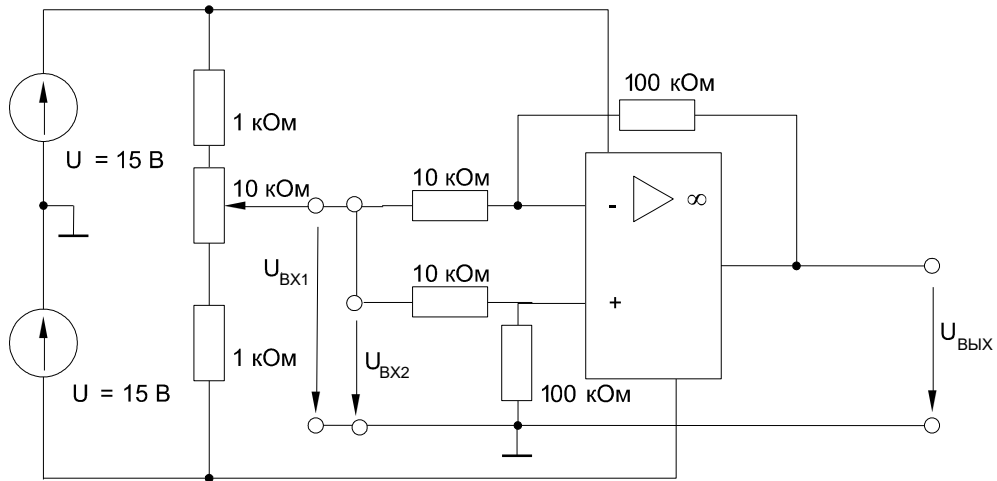 100 кОм
1 кОм
U = 15 В
10 кОм
10 кОм
- ∞
U ВХ1
10 кОм
+
U ВЫХ
U ВХ2
1 кОм
U = 15 В
100 кОм